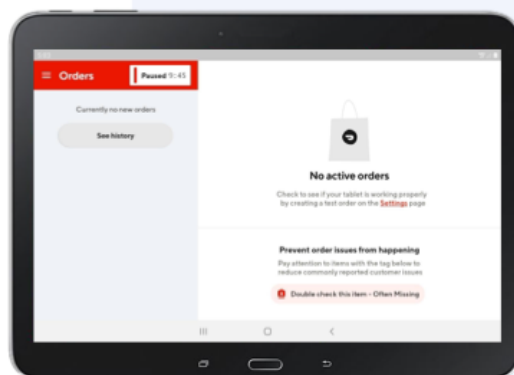 Orders
Paused 9:45
Currently no new orders
See history
No active orders
Check to see if your tablet is working properly
by creating a test order on the Settings page
Prevent order issues from happening
Pay attention to items with the tag below to
reduce commonly reported customer issues
Double check this item - Often Missing